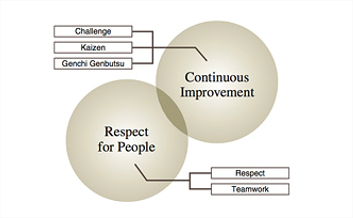 Challenge
Kaizen
Genchi Genbutsu
Continuous
Improvement
Respect
for People
Respect
Teamwork